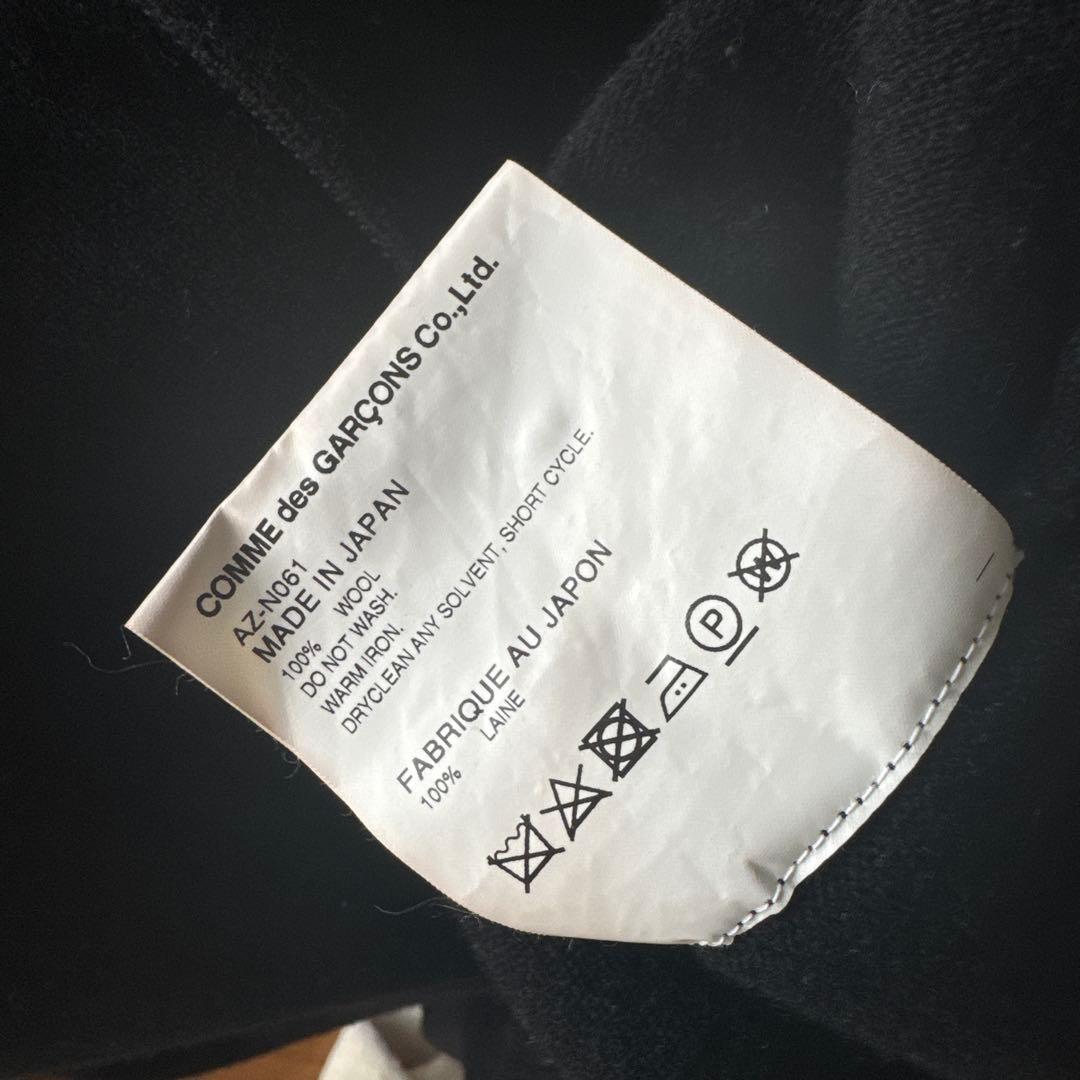 COMME des GARÇONS Co.,Ltd.
AZ-N061
MADE IN JAPAN
100% WOOL
DO NOT WASH.
WARM IRON.
DRYCLEAN ANY SOLVENT, SHORT CYCLE.
FABRIQUE AU JAPON
100% LAINE
P W